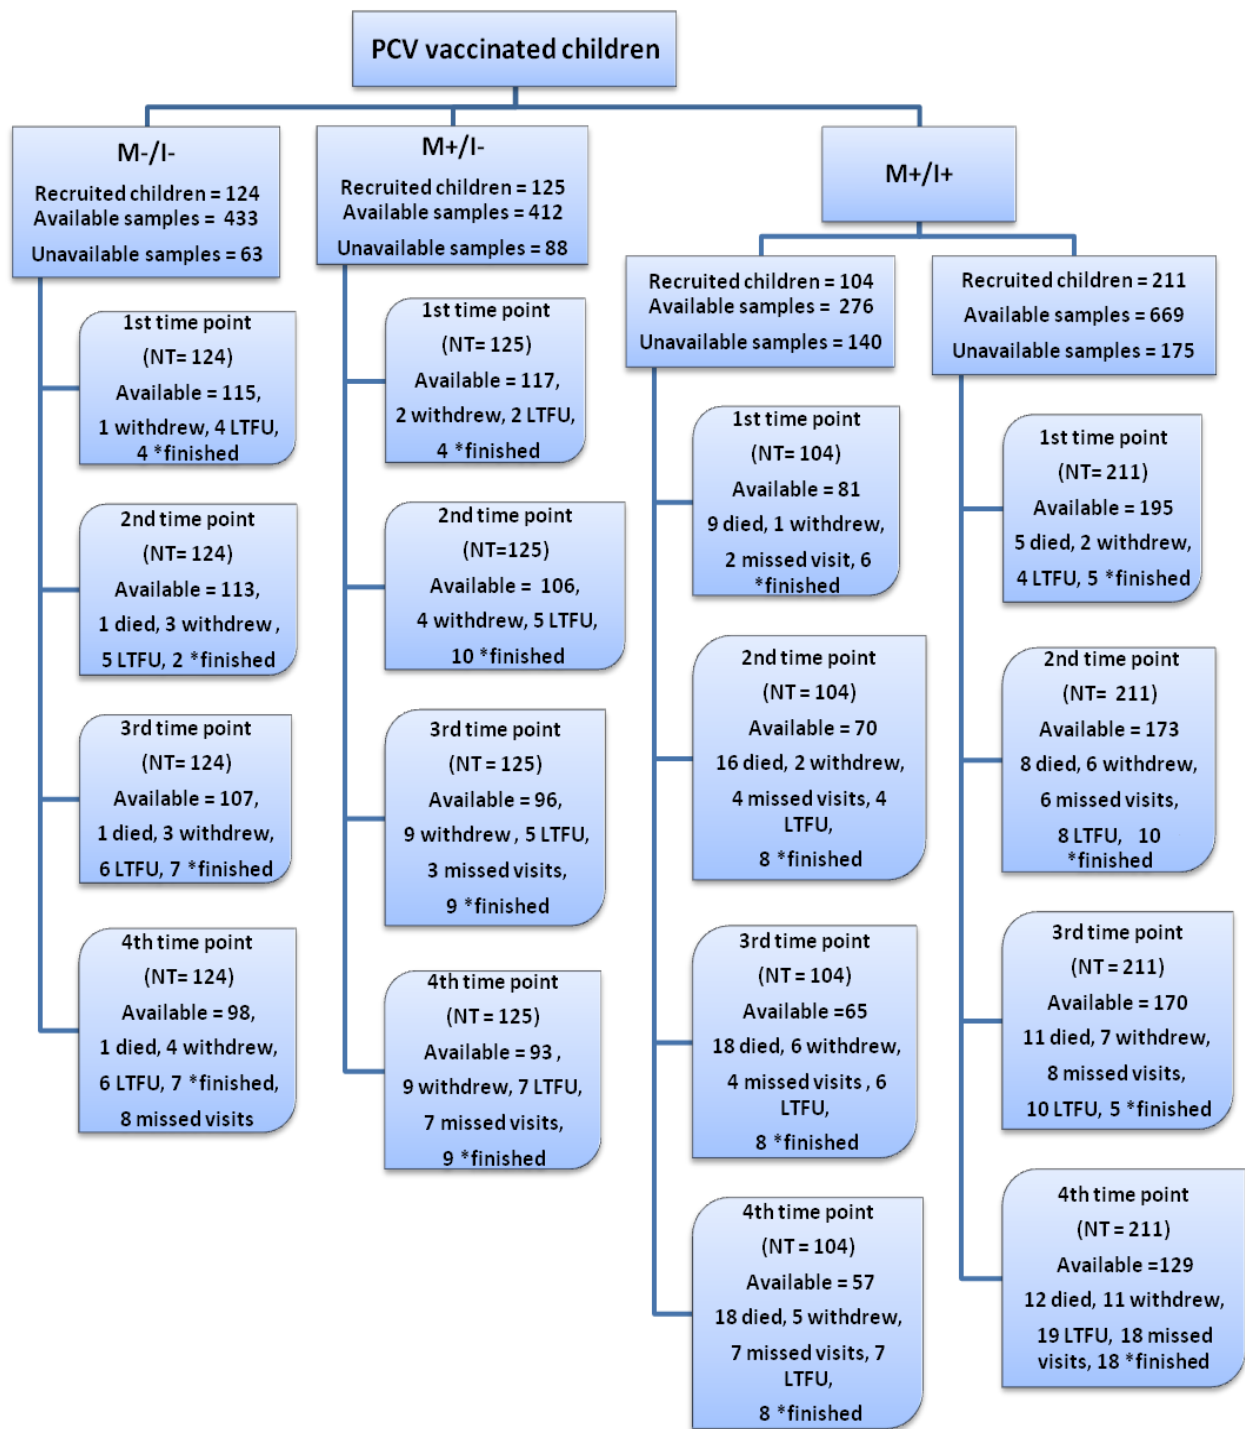 PCV vaccinated children
M-/I-
Recruited children = 124
Available samples = 433
Unavailable samples = 63
1st time point
(NT= 124)
Available = 115,
1 withdrew, 4 LTFU,
4 *finished
2nd time point
(NT= 124)
Available = 113,
1 died, 3 withdrew ,
5 LTFU, 2 *finished
3rd time point
(NT= 124)
Available = 107,
1 died, 3 withdrew,
6 LTFU, 7 *finished
4th time point
(NT= 124)
Available = 98,
1 died, 4 withdrew,
6 LTFU, 7 *finished,
8 missed visits
M+/I-
Recruited children = 125
Available samples = 412
Unavailable samples = 88
1st time point
(NT= 125)
Available = 117,
2 withdrew, 2 LTFU,
4 *finished
2nd time point
(NT=125)
Available = 106,
4 withdrew, 5 LTFU,
10 *finished
3rd time point
(NT = 125)
Available = 96,
9 withdrew , 5 LTFU,
3 missed visits,
9 *finished
4th time point
(NT = 125)
Available = 93 ,
9 withdrew, 7 LTFU,
7 missed visits,
9 *finished
M+/I+
Recruited children = 104
Available samples = 276
Unavailable samples = 140
1st time point
(NT= 104)
Available = 81
9 died, 1 withdrew,
2 missed visit, 6
*finished
2nd time point
(NT = 104)
Available = 70
16 died, 2 withdrew,
4 missed visits, 4
LTFU,
8 *finished
3rd time point
(NT = 104)
Available =65
18 died, 6 withdrew,
4 missed visits , 6
LTFU,
8 *finished
4th time point
(NT = 104)
Available = 57
18 died, 5 withdrew,
7 missed visits, 7
LTFU,
8 *finished
Recruited children = 211
Available samples = 669
Unavailable samples = 175
1st time point
(NT= 211)
Available = 195
5 died, 2 withdrew,
4 LTFU, 5 *finished
2nd time point
(NT= 211)
Available = 173
8 died, 6 withdrew,
6 missed visits,
8 LTFU, 10
*finished
3rd time point
(NT = 211)
Available = 170
11 died, 7 withdrew,
8 missed visits,
10 LTFU, 5 *finished
4th time point
(NT = 211)
Available =129
12 died, 11 withdrew,
19 LTFU, 18 missed
visits, 18 *finished